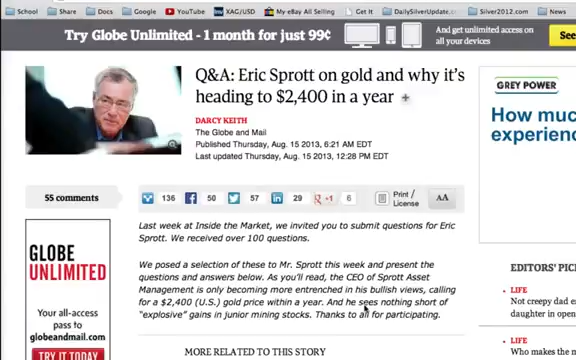 School
Share
Docs
Google
YouTube
XAG/USD
My eBay All Selling
Get It
DailySilverUpdate
Silver2012.com
News
Try Globe Unlimited - 1 month for just 99¢
And get unlimited access on
all your devices
See
Q&A: Eric Sprott on gold and why it's
heading to $2,400 in a year +
DARCY KEITH
The Globe and Mail
Published Thursday, Aug. 15 2013, 6:21 AM EDT
Last updated Thursday, Aug. 15 2013, 12:28 PM EDT
GREY POWER
How muc
experienc
55 comments
136
50
57
in 29
g +1 6
Print /
License
AA
Last week at Inside the Market, we invited you to submit questions for Eric
Sprott. We received over 100 questions.
We posed a selection of these to Mr. Sprott this week and present the
questions and answers below. As you'll read, the CEO of Sprott Asset
Management is only becoming more entrenched in his bullish views, calling
for a $2,400 (U.S.) gold price within a year. And he sees nothing short of
"explosive" gains in junior mining stocks. Thanks to all for participating.
MORE RELATED TO THIS STORY
GLOBE
UNLIMITED
Your all-access
pass to
globeandmail.com
TRY IT TODAY
EDITORS' PICK
LIFE
Not creepy dad e
daughter in open
LIFE
Who makes the m